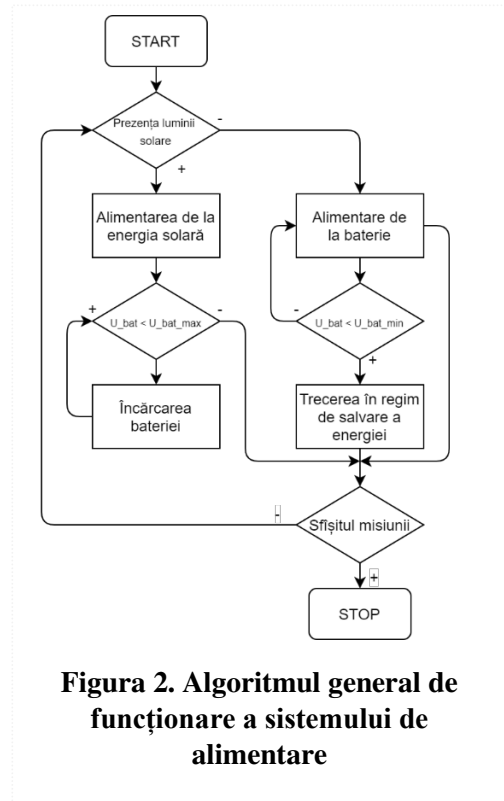 START
Prezența luminii
solare
-
+
Alimentarea de la
energia solară
Alimentare de
la baterie
+
U_bat < U_bat_max
-
-
U_bat < U_bat_min
+
Încărcarea
bateriei
Trecerea în regim
de salvare a
energiei
-
Sfîșitul misiunii
+
STOP
Figura 2. Algoritmul general de
funcționare a sistemului de
alimentare